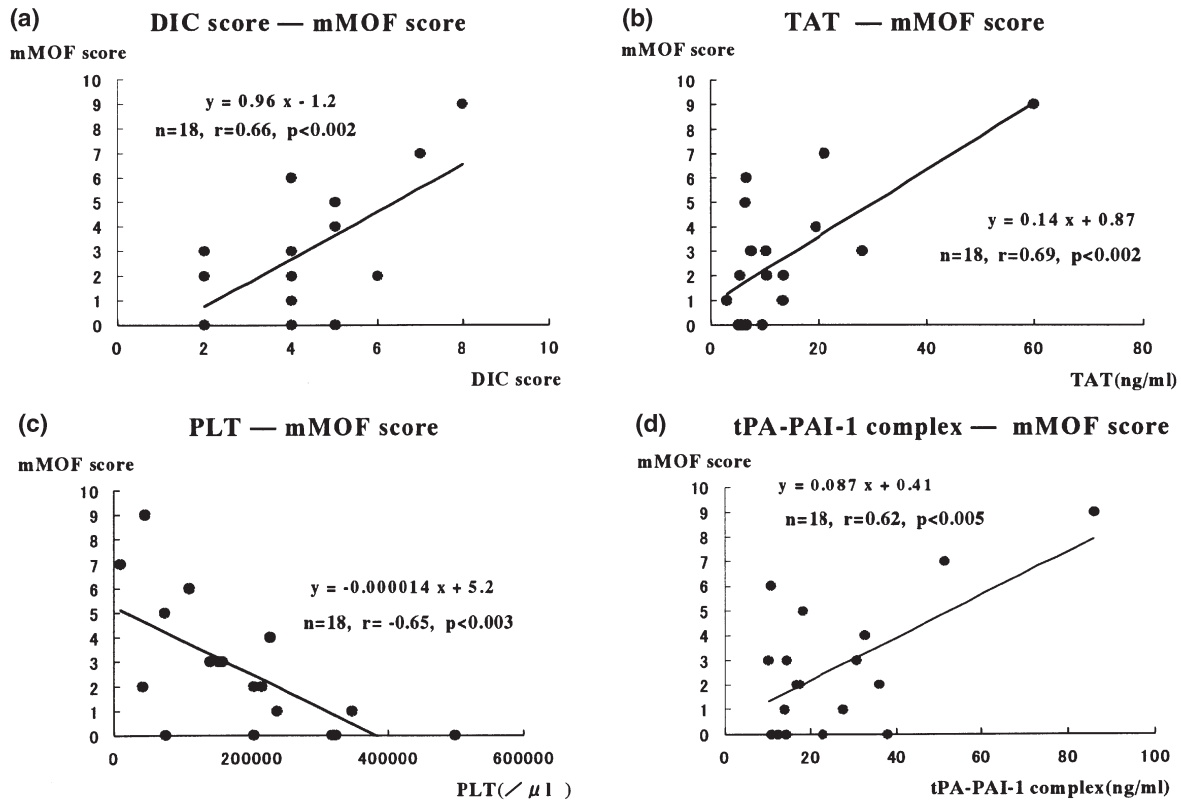 (a) DIC score — mMOF score
mMOF score
10
9
8
7
6
5
4
3
2
1
0
y = 0.96 x - 1.2
n=18, r=0.66, p<0.002
0 2 4 6 8 10
DIC score
(b) TAT — mMOF score
mMOF score
10
9
8
7
6
5
4
3
2
1
0
y = 0.14 x + 0.87
n=18, r=0.69, p<0.002
0 20 40 60 80
TAT(ng/ml)
(c) PLT — mMOF score
mMOF score
10
9
8
7
6
5
4
3
2
1
0
y = -0.000014 x + 5.2
n=18, r= -0.65, p<0.003
0 200000 400000 600000
PLT(／μl)
(d) tPA-PAI-1 complex — mMOF score
mMOF score
10
9
8
7
6
5
4
3
2
1
0
y = 0.087 x + 0.41
n=18, r=0.62, p<0.005
0 20 40 60 80 100
tPA-PAI-1 complex(ng/ml)